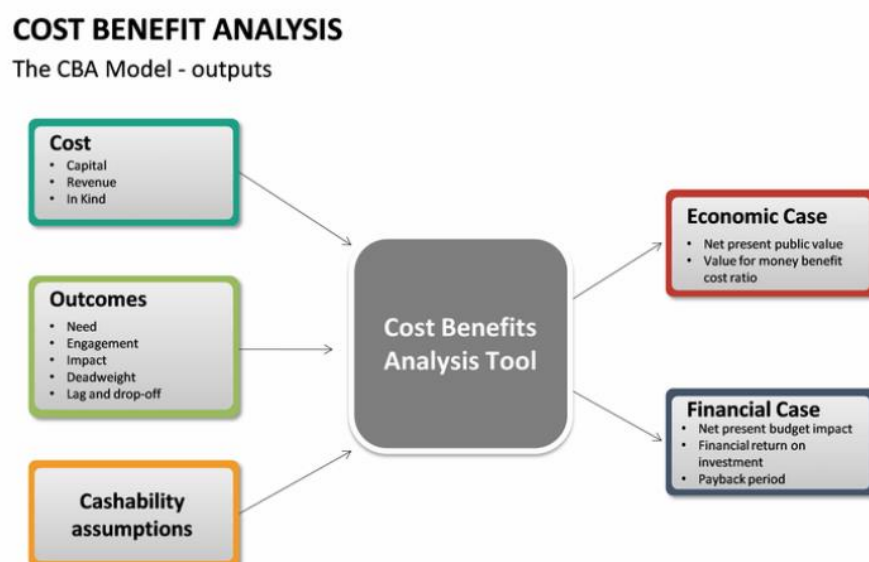 COST BENEFIT ANALYSIS
The CBA Model - outputs
Cost
• Capital
• Revenue
• In Kind
Outcomes
• Need
• Engagement
• Impact
• Deadweight
• Lag and drop-off
Cashability
assumptions
Cost Benefits
Analysis Tool
Economic Case
• Net present public value
• Value for money benefit
cost ratio
Financial Case
• Net present budget impact
• Financial return on
investment
• Payback period